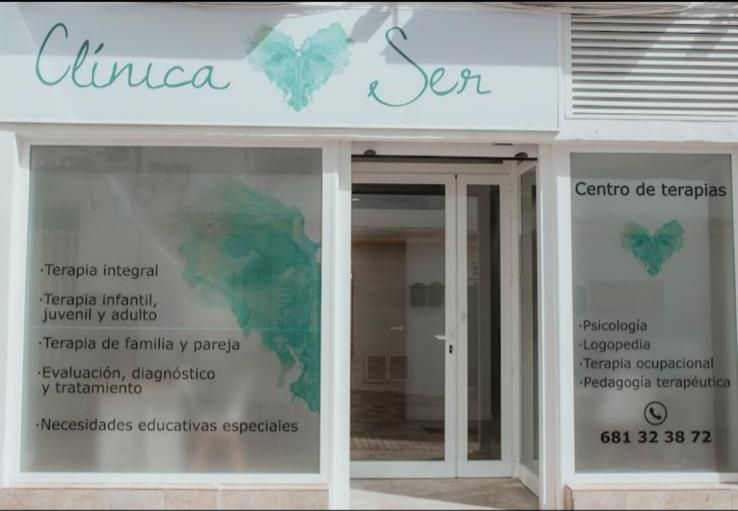 Clínica Ser
·Terapia integral
·Terapia infantil,
juvenil y adulto
·Terapia de familia y pareja
·Evaluación, diagnóstico
y tratamiento
·Necesidades educativas especiales
Centro de terapias
·Psicología
·Logopedia
·Terapia ocupacional
·Pedagogía terapéutica
681 32 38 72